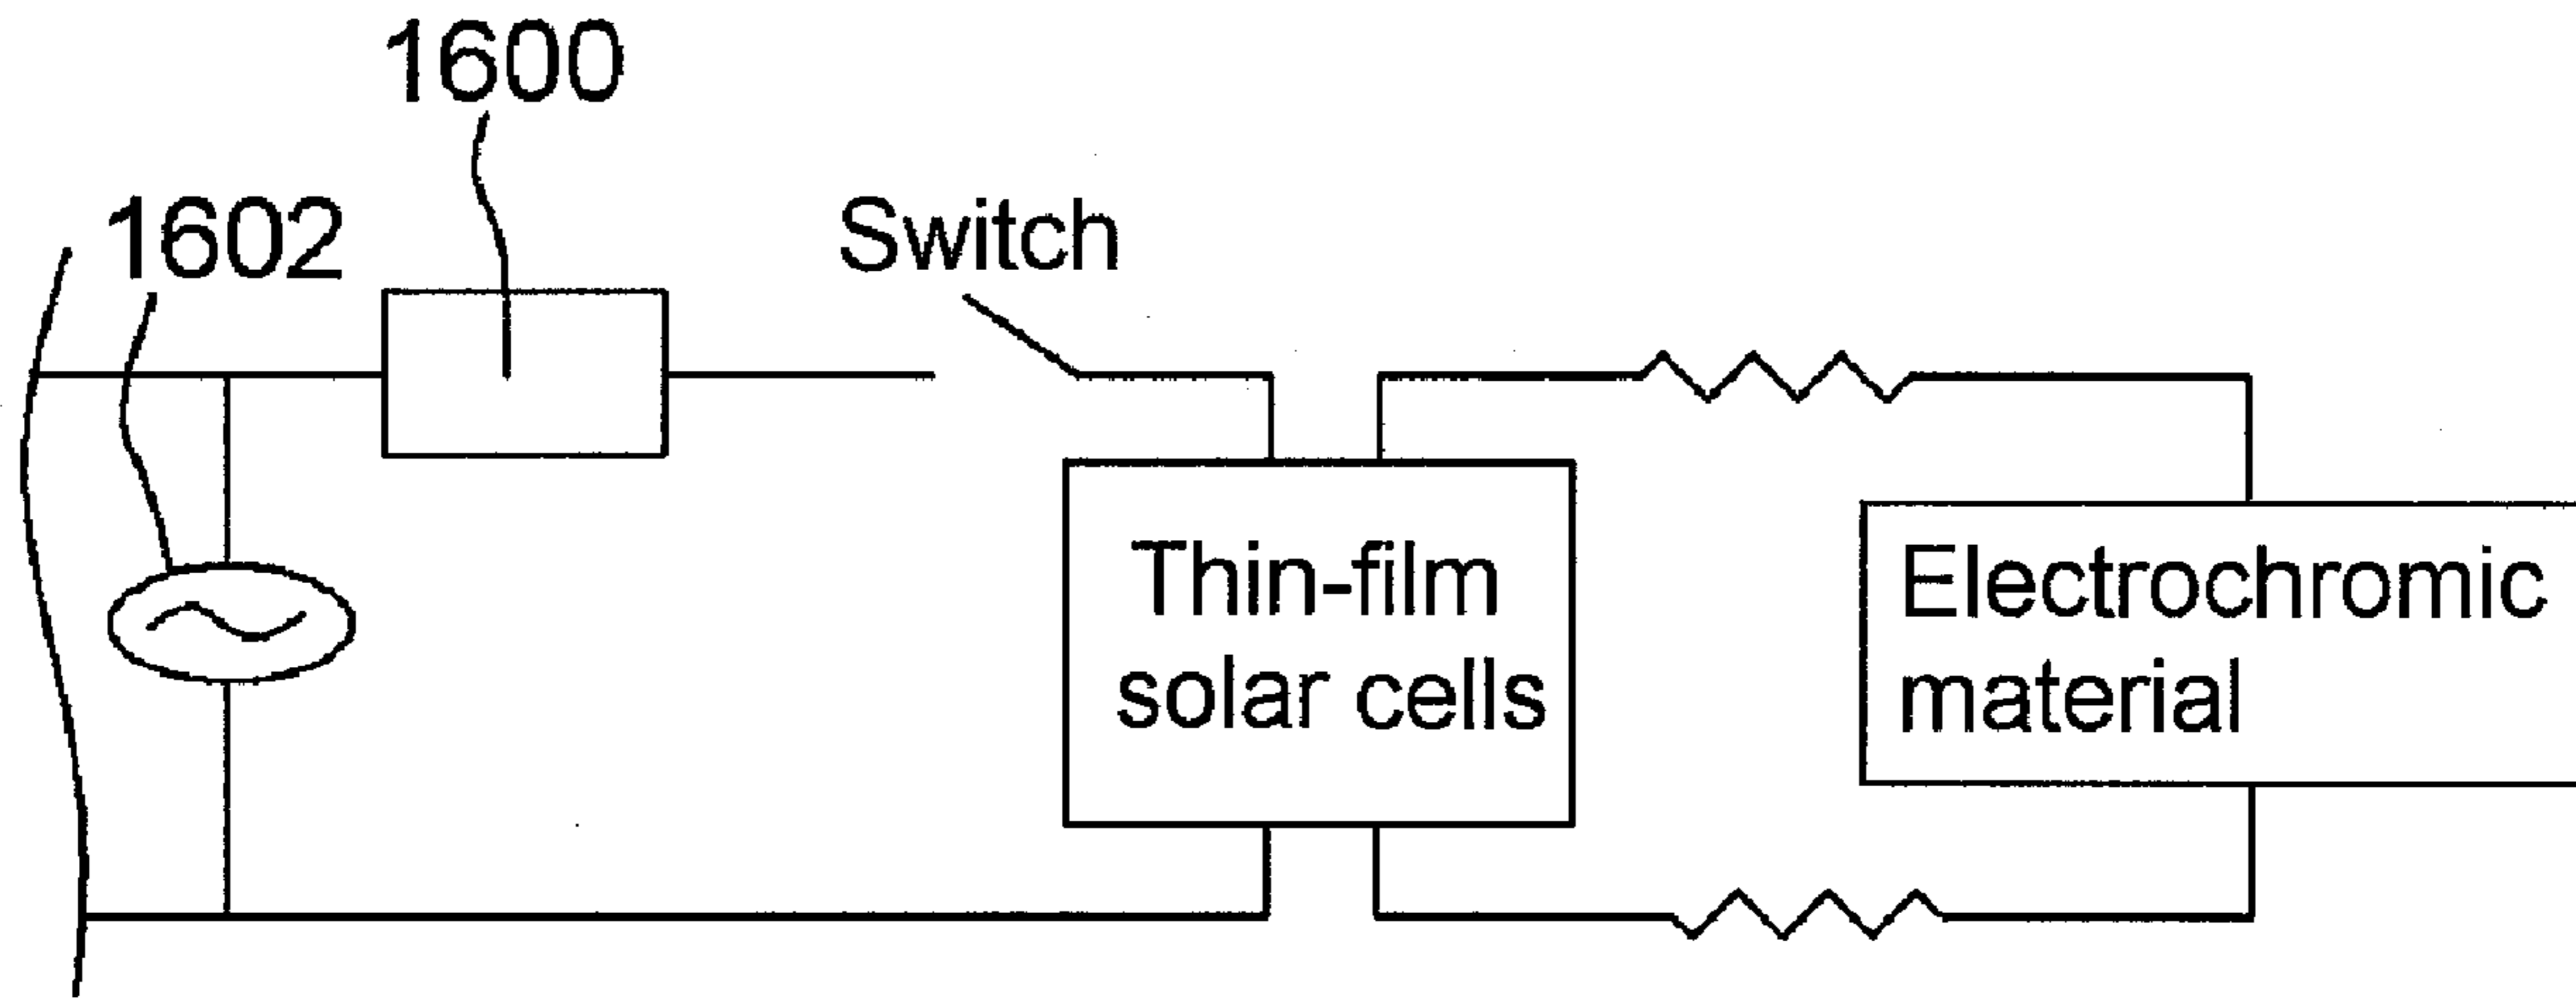 1600
1602
Switch
Thin-film
solar cells
Electrochromic
material